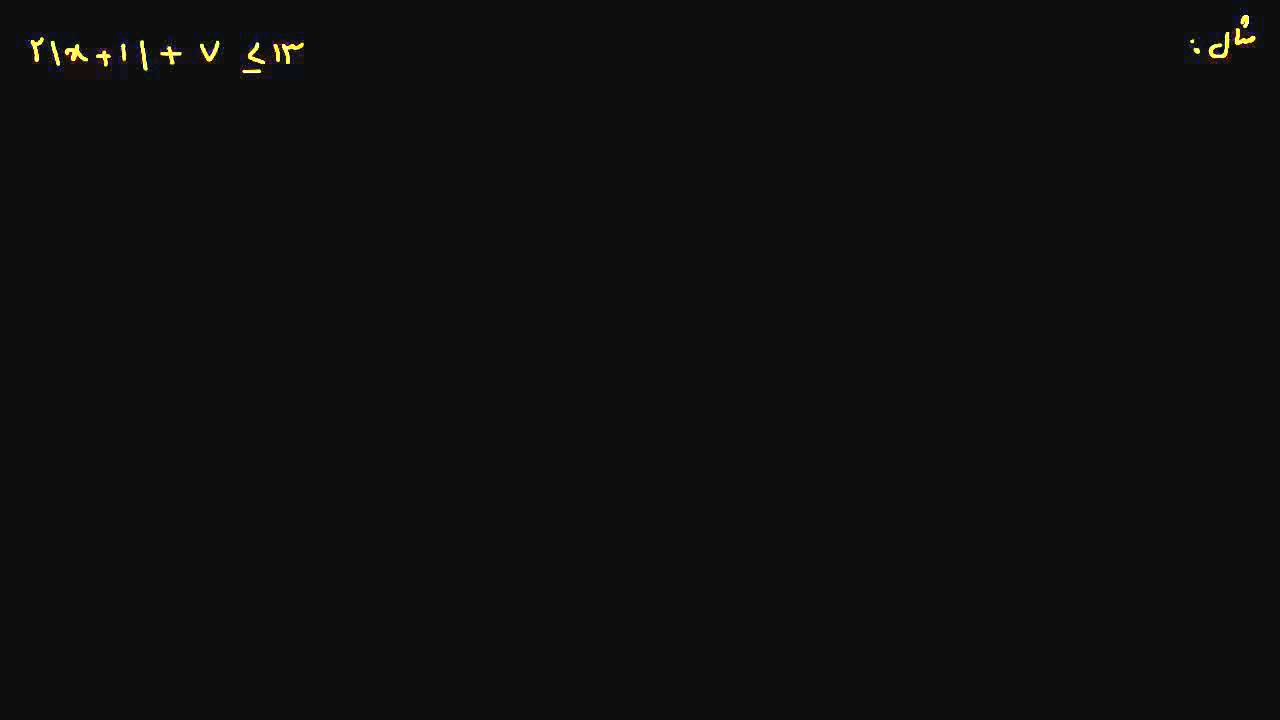 مثال :
۲|x+۱| + ۷ ≤ ۱۳